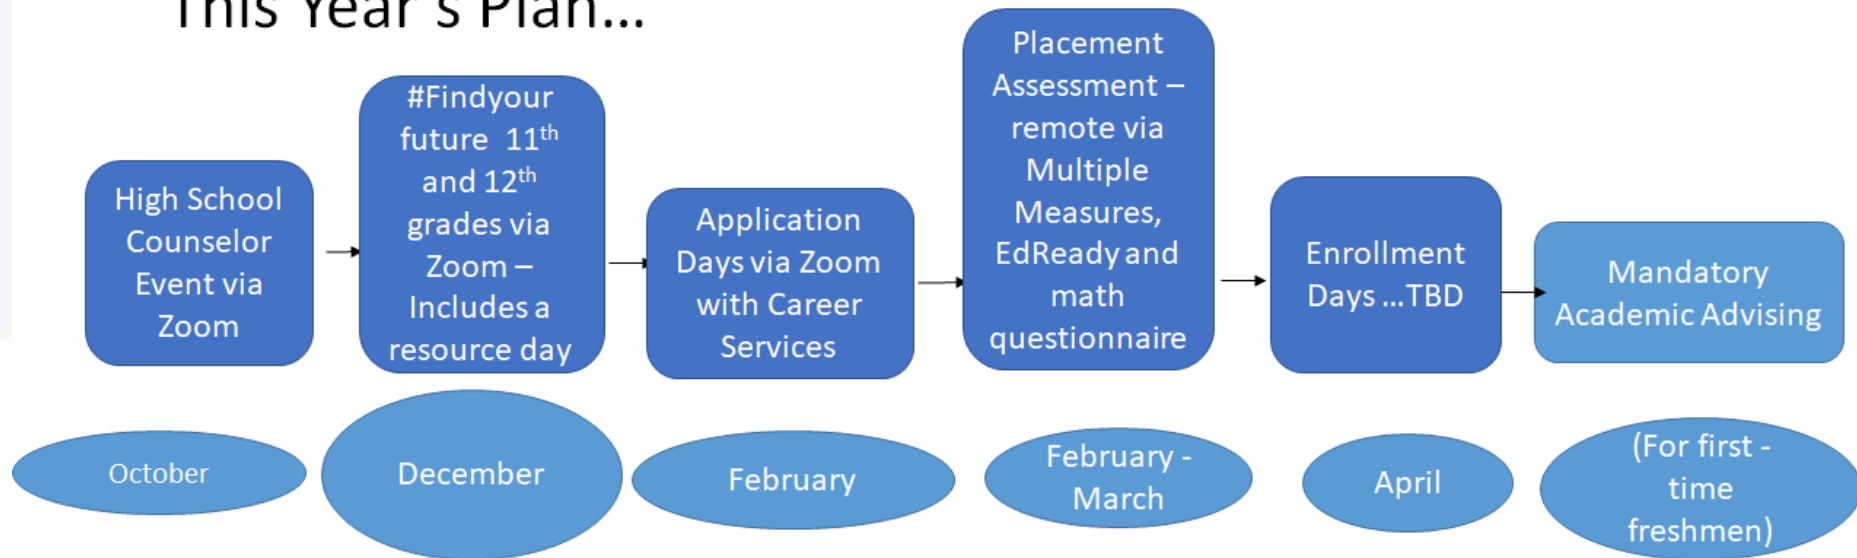 This Year's Plan...
High School
Counselor
Event via
Zoom
#Findyour
future 11th
and 12th
grades via
Zoom –
Includes a
resource day
Application
Days via Zoom
with Career
Services
Placement
Assessment –
remote via
Multiple
Measures,
EdReady and
math
questionnaire
Enrollment
Days ...TBD
Mandatory
Academic Advising
October
December
February
February -
March
April
(For first -
time
freshmen)